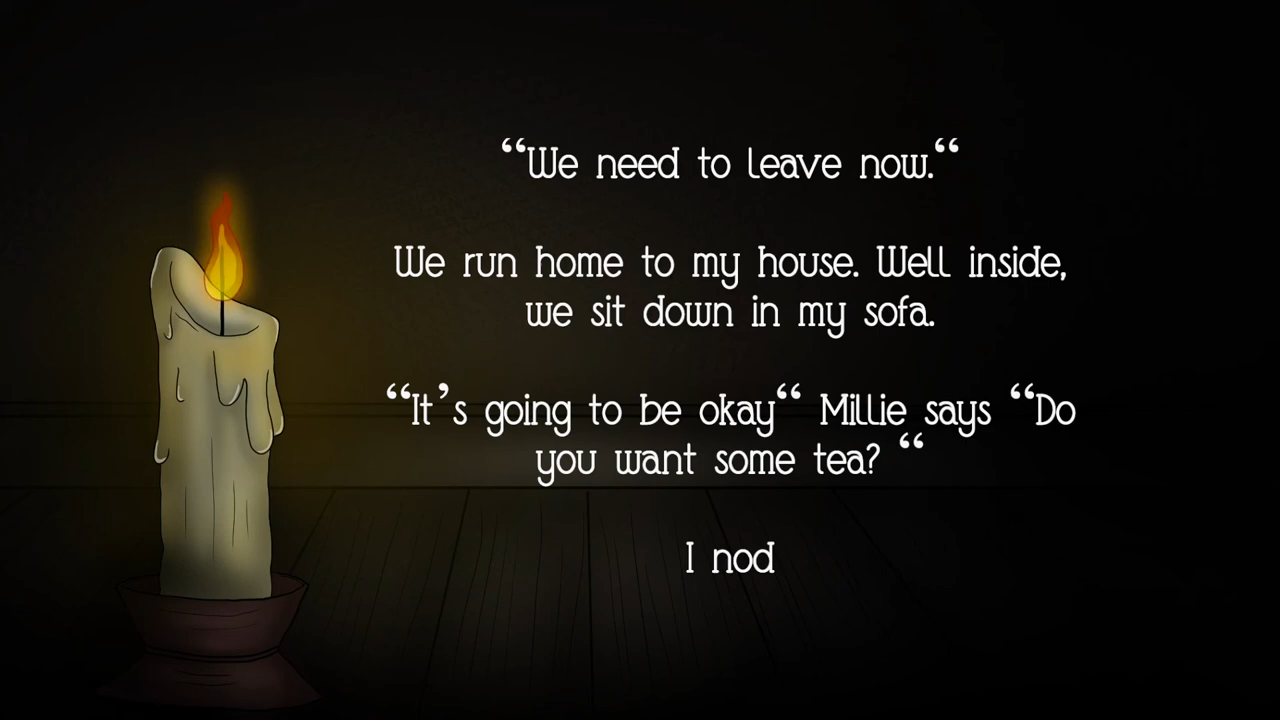 “We need to leave now.“
We run home to my house. Well inside,
we sit down in my sofa.
“It’s going to be okay“ Millie says “Do
you want some tea? “
I nod